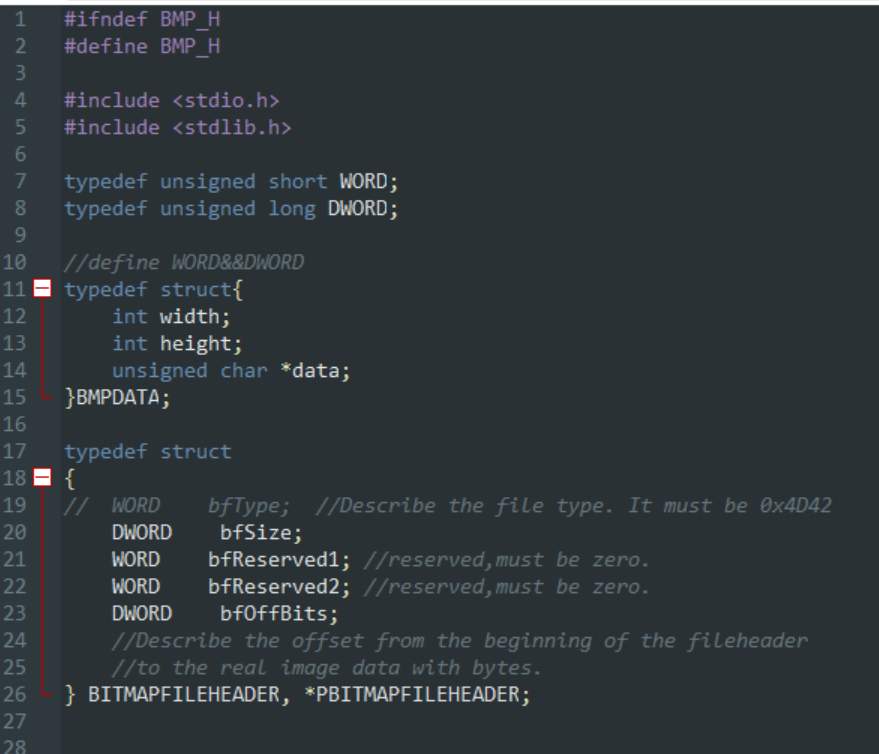 1 #ifndef BMP_H
2 #define BMP_H
3
4 #include <stdio.h>
5 #include <stdlib.h>
6
7 typedef unsigned short WORD;
8 typedef unsigned long DWORD;
9
10 //define WORD&&DWORD
11 typedef struct{
12     int width;
13     int height;
14     unsigned char *data;
15 }BMPDATA;
16
17 typedef struct
18 {
19 //  WORD    bfType;  //Describe the file type. It must be 0x4D42
20     DWORD    bfSize;
21     WORD    bfReserved1; //reserved,must be zero.
22     WORD    bfReserved2; //reserved,must be zero.
23     DWORD    bfOffBits;
24     //Describe the offset from the beginning of the fileheader
25     //to the real image data with bytes.
26 } BITMAPFILEHEADER, *PBITMAPFILEHEADER;
27
28